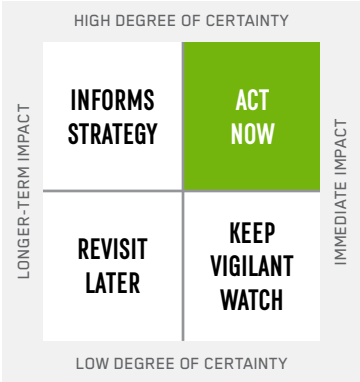 HIGH DEGREE OF CERTAINTY
LONGER-TERM IMPACT
INFORMS
STRATEGY
ACT
NOW
IMMEDIATE IMPACT
REVISIT
LATER
KEEP
VIGILANT
WATCH
LOW DEGREE OF CERTAINTY